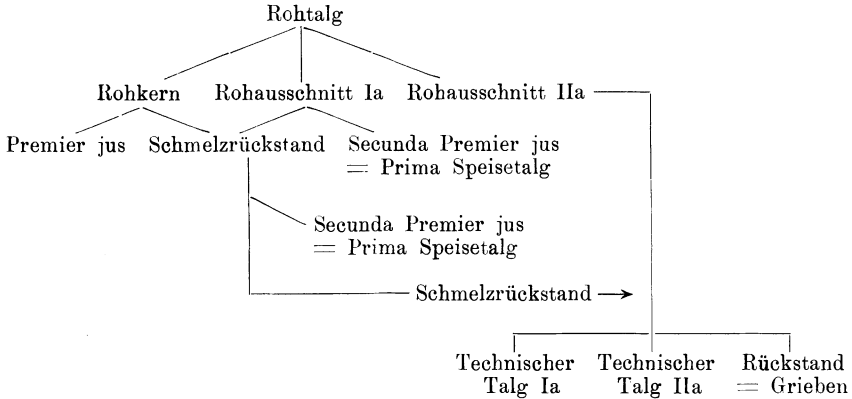 Rohtalg
Rohkern Rohausschnitt Ia Rohausschnitt IIa
Premier jus Schmelzrückstand Secunda Premier jus
= Prima Speisetalg
Secunda Premier jus
= Prima Speisetalg
Schmelzrückstand
Technischer Technischer Rückstand
Talg Ia Talg IIa = Grieben